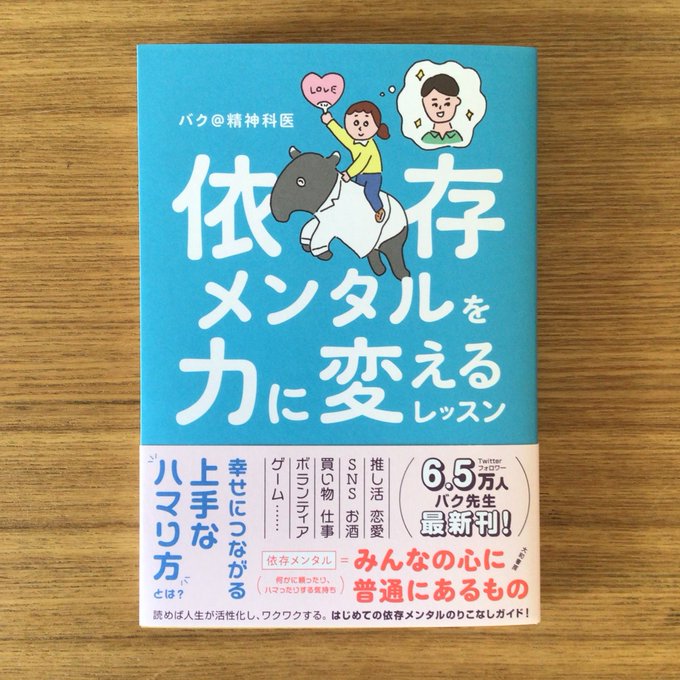 LOVE
バク@精神科医
依存
メンタルを
力に変える
レッスン
Twitter
フォロワー
6.5万人
バク先生
最新刊!
推し活 恋愛
SNS お酒
買い物 仕事
ボランティア
ゲーム……
幸せにつながる
上手な
"ハマり方"
とは?
依存メンタル
何かに頼ったり、
ハマったりする気持ち
=みんなの心に
普通にあるもの
大和書房
読めば人生が活性化し、ワクワクする。はじめての依存メンタルのりこなしガイド!